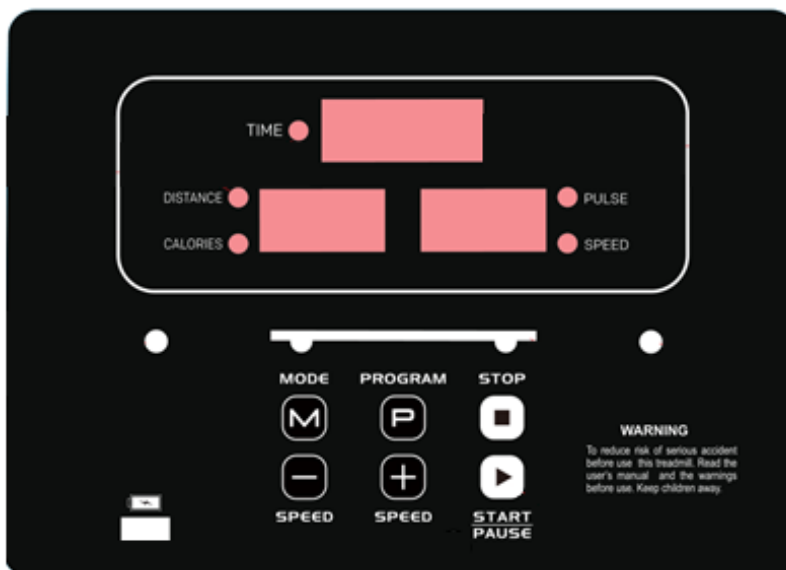 TIME
DISTANCE
PULSE
CALORIES
SPEED
MODE PROGRAM STOP
M P
SPEED SPEED START
PAUSE
WARNING
To reduce risk of serious accident
before use this treadmill. Read the
user's manual and the warnings
before use. Keep children away.